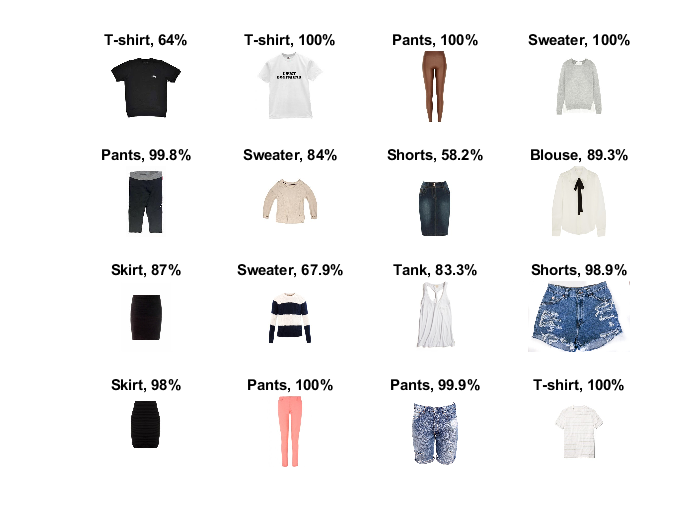 T-shirt, 64%
T-shirt, 100%
Pants, 100%
Sweater, 100%
Pants, 99.8%
Sweater, 84%
Shorts, 58.2%
Blouse, 89.3%
Skirt, 87%
Sweater, 67.9%
Tank, 83.3%
Shorts, 98.9%
Skirt, 98%
Pants, 100%
Pants, 99.9%
T-shirt, 100%